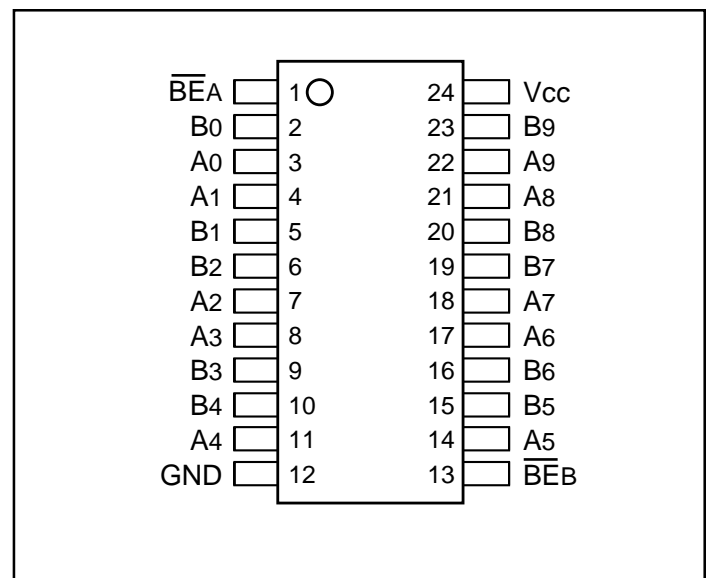 B̅E̅A 1 24 Vcc
B0 2 23 B9
A0 3 22 A9
A1 4 21 A8
B1 5 20 B8
B2 6 19 B7
A2 7 18 A7
A3 8 17 A6
B3 9 16 B6
B4 10 15 B5
A4 11 14 A5
GND 12 13 B̅E̅B